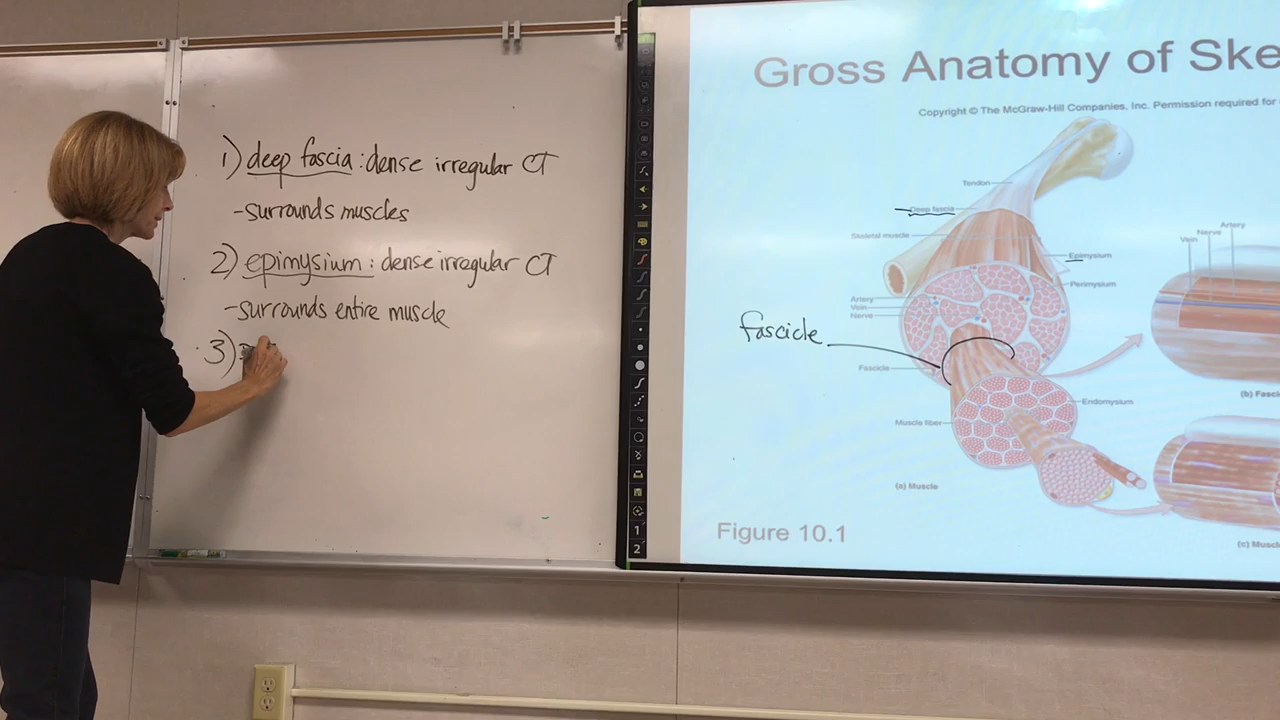 1) deep fascia : dense irregular CT
-surrounds muscles
2) epimysium : dense irregular CT
-surrounds entire muscle
3)
Gross Anatomy of Ske
Copyright © The McGraw-Hill Companies, Inc. Permission required for
Tendon
Deep fascia
Skeletal muscle
Epimysium
Perimysium
Artery
Vein
Nerve
fascicle
Fascicle
Endomysium
Muscle fiber
(a) Muscle
Figure 10.1
Artery
Nerve
Vein
(b) Fasci
(c) Muscl
1
2